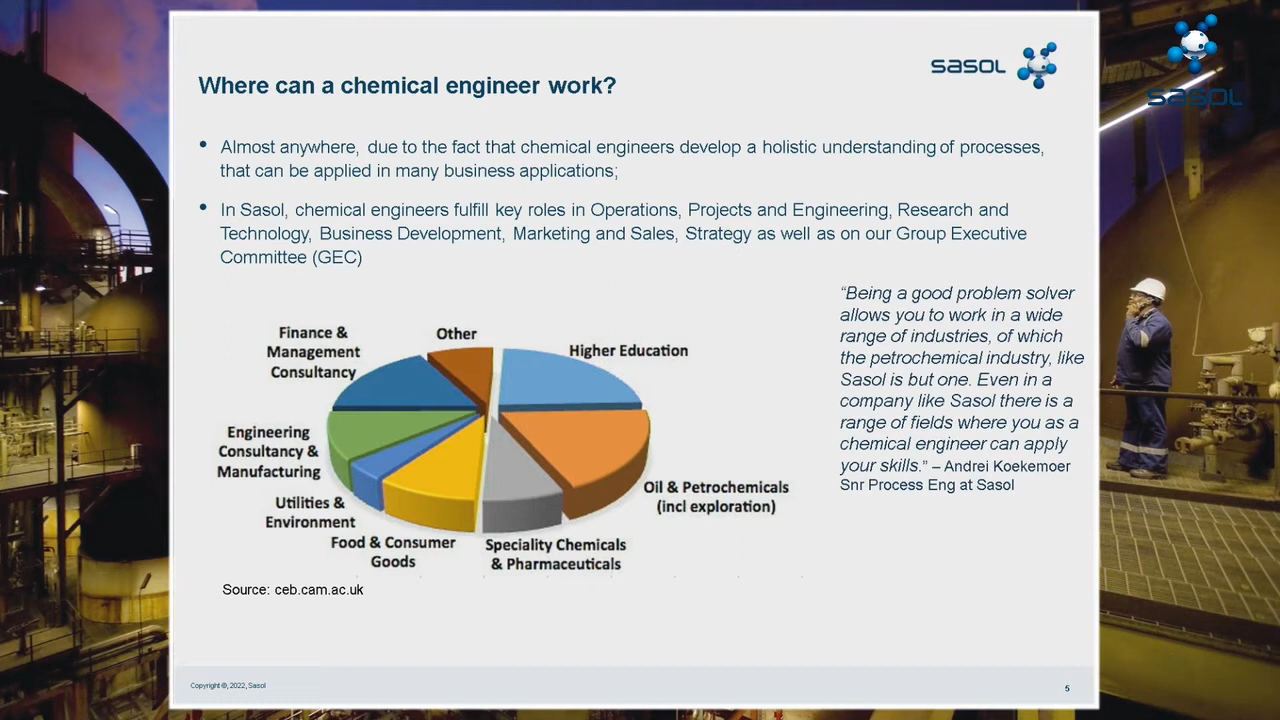 sasol
SASOL
Where can a chemical engineer work?
• Almost anywhere, due to the fact that chemical engineers develop a holistic understanding of processes,
that can be applied in many business applications;
• In Sasol, chemical engineers fulfill key roles in Operations, Projects and Engineering, Research and
Technology, Business Development, Marketing and Sales, Strategy as well as on our Group Executive
Committee (GEC)
Finance &
Management
Consultancy
Other
Higher Education
Engineering
Consultancy &
Manufacturing
Utilities &
Environment
Food & Consumer
Goods
Speciality Chemicals
& Pharmaceuticals
Oil & Petrochemicals
(incl exploration)
“Being a good problem solver
allows you to work in a wide
range of industries, of which
the petrochemical industry, like
Sasol is but one. Even in a
company like Sasol there is a
range of fields where you as a
chemical engineer can apply
your skills.” – Andrei Koekemoer
Snr Process Eng at Sasol
Source: ceb.cam.ac.uk
Copyright ©, 2022, Sasol
5